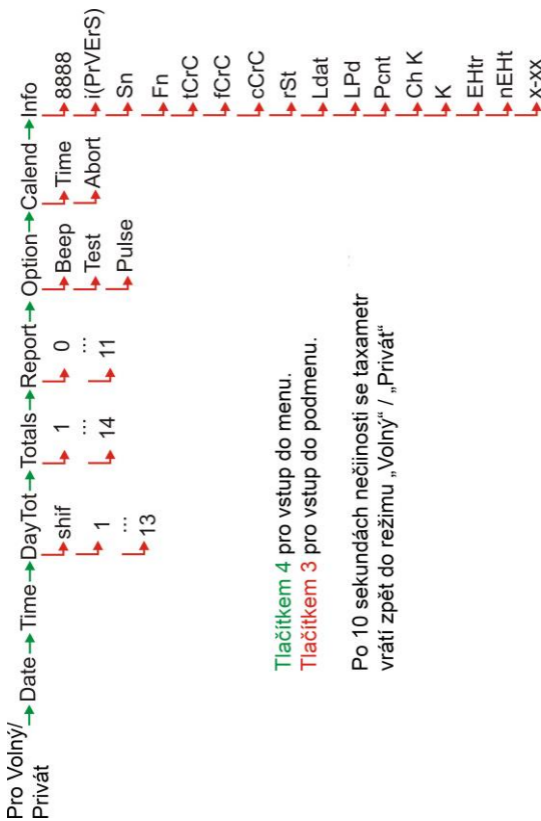 Pro Volný/
Privát
Date Time DayTot Totals Report Option Calend Info
shif 1 0 Beep Time 8888
1 ... ... Test Abort i(PrVErS)
... 14 11 Pulse Sn
13 Fn
tCrC
fCrC
cCrC
rSt
Ldat
LPd
Pcnt
Ch K
K
EHtr
nEHt
x-xx
Tlačítkem 4 pro vstup do menu.
Tlačítkem 3 pro vstup do podmenu.
Po 10 sekundách nečiinosti se taxametr
vrátí zpět do režimu „Volný“ / „Privát“